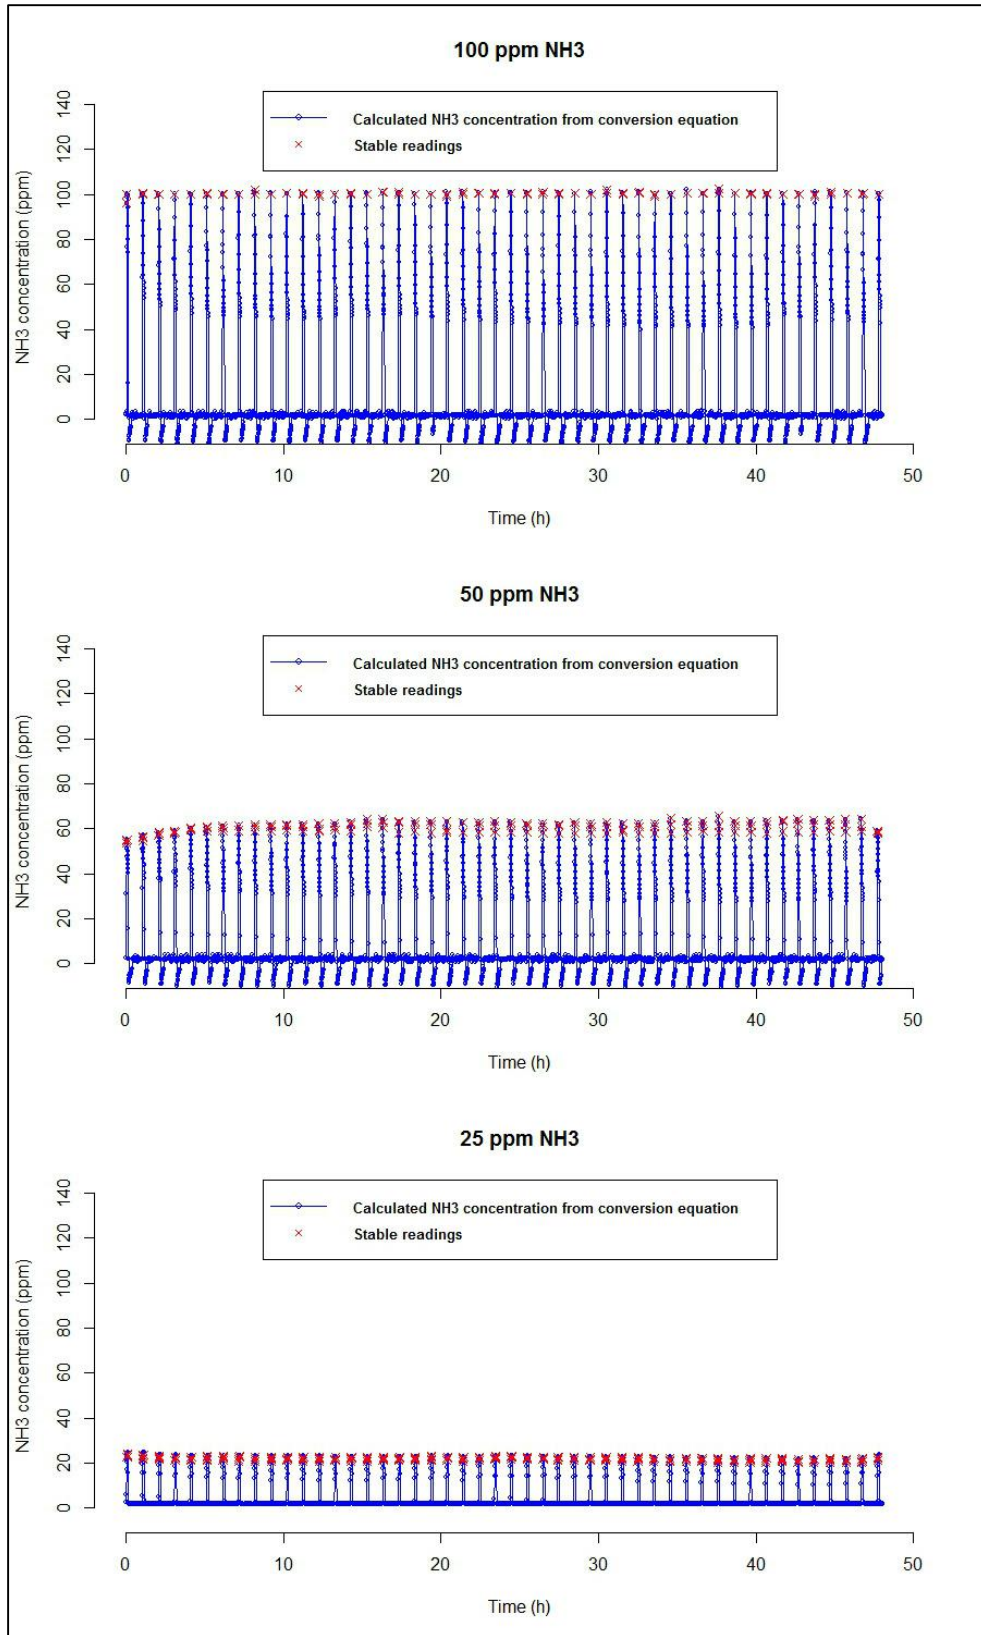 100 ppm NH3
Calculated NH3 concentration from conversion equation
Stable readings
NH3 concentration (ppm)
140
120
100
80
60
40
20
0
0 10 20 30 40 50
Time (h)
50 ppm NH3
Calculated NH3 concentration from conversion equation
Stable readings
NH3 concentration (ppm)
140
120
100
80
60
40
20
0
0 10 20 30 40 50
Time (h)
25 ppm NH3
Calculated NH3 concentration from conversion equation
Stable readings
NH3 concentration (ppm)
140
120
100
80
60
40
20
0
0 10 20 30 40 50
Time (h)